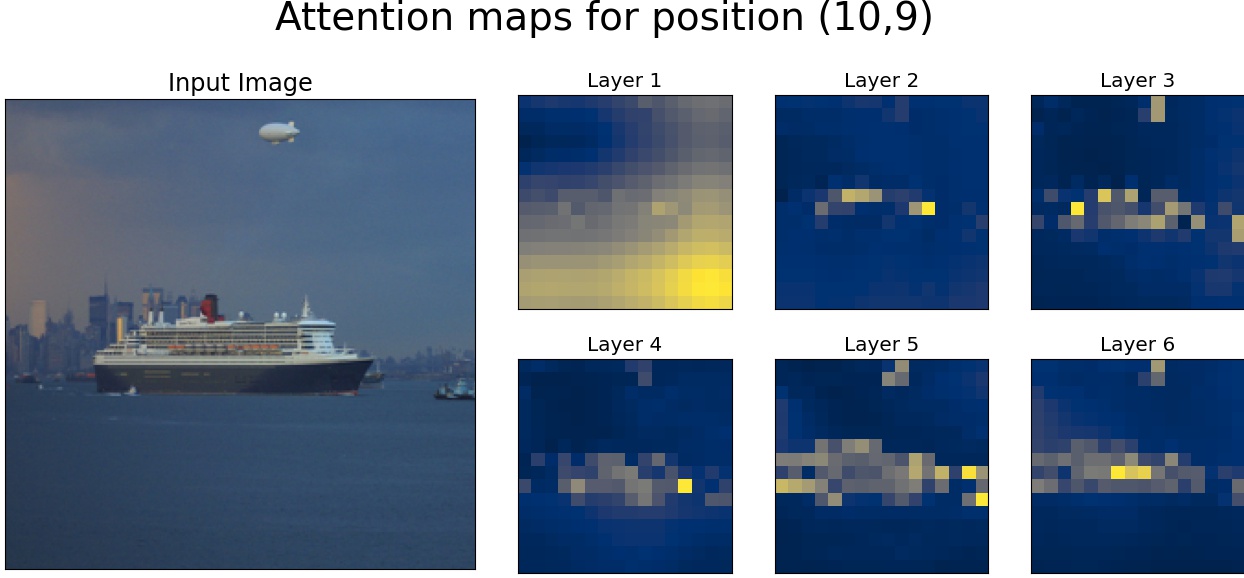 Attention maps for position (10,9)
Input Image
Layer 1
Layer 2
Layer 3
Layer 4
Layer 5
Layer 6